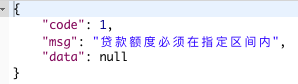 {
"code": 1,
"msg": "贷款额度必须在指定区间内",
"data": null
}